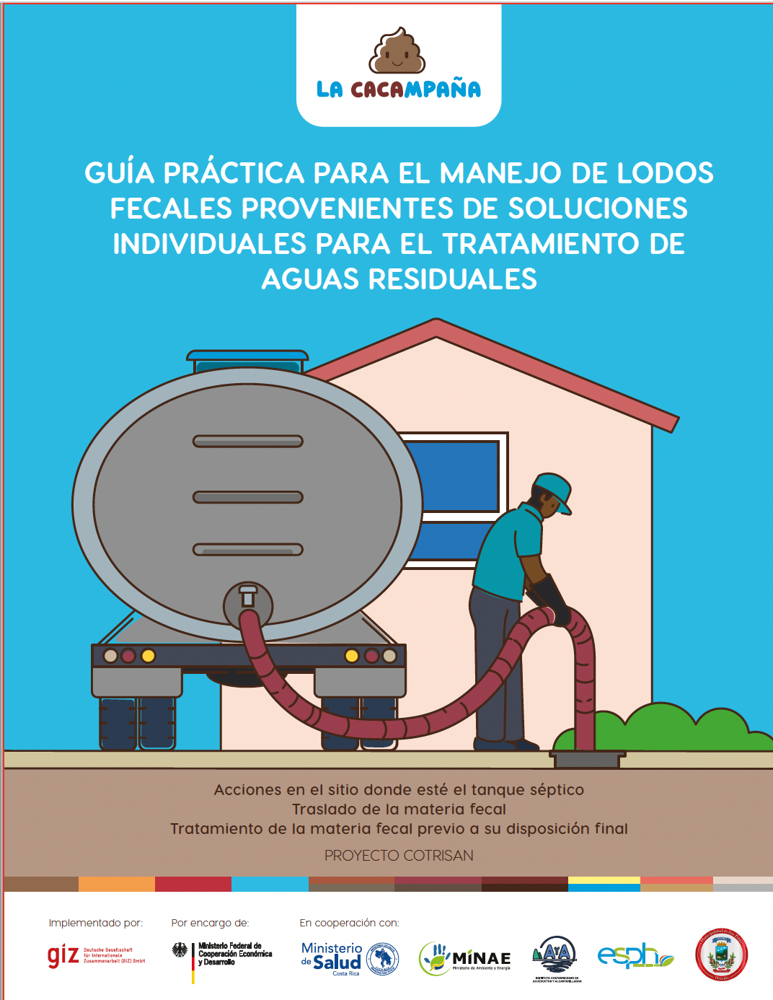 LA CACAMPAÑA
GUÍA PRÁCTICA PARA EL MANEJO DE LODOS
FECALES PROVENIENTES DE SOLUCIONES
INDIVIDUALES PARA EL TRATAMIENTO DE
AGUAS RESIDUALES
Acciones en el sitio donde esté el tanque séptico
Traslado de la materia fecal
Tratamiento de la materia fecal previo a su disposición final
PROYECTO COTRISAN
Implementado por:
giz
Deutsche Gesellschaft
für Internationale
Zusammenarbeit (GIZ) GmbH
Por encargo de:
Ministerio Federal de
Cooperación Económica
y Desarrollo
En cooperación con:
Ministerio
de Salud
Costa Rica
MINAE
Ministerio de Ambiente y Energía
AyA
INSTITUTO COSTARRICENSE DE
ACUEDUCTOS Y ALCANTARILLADOS
esph